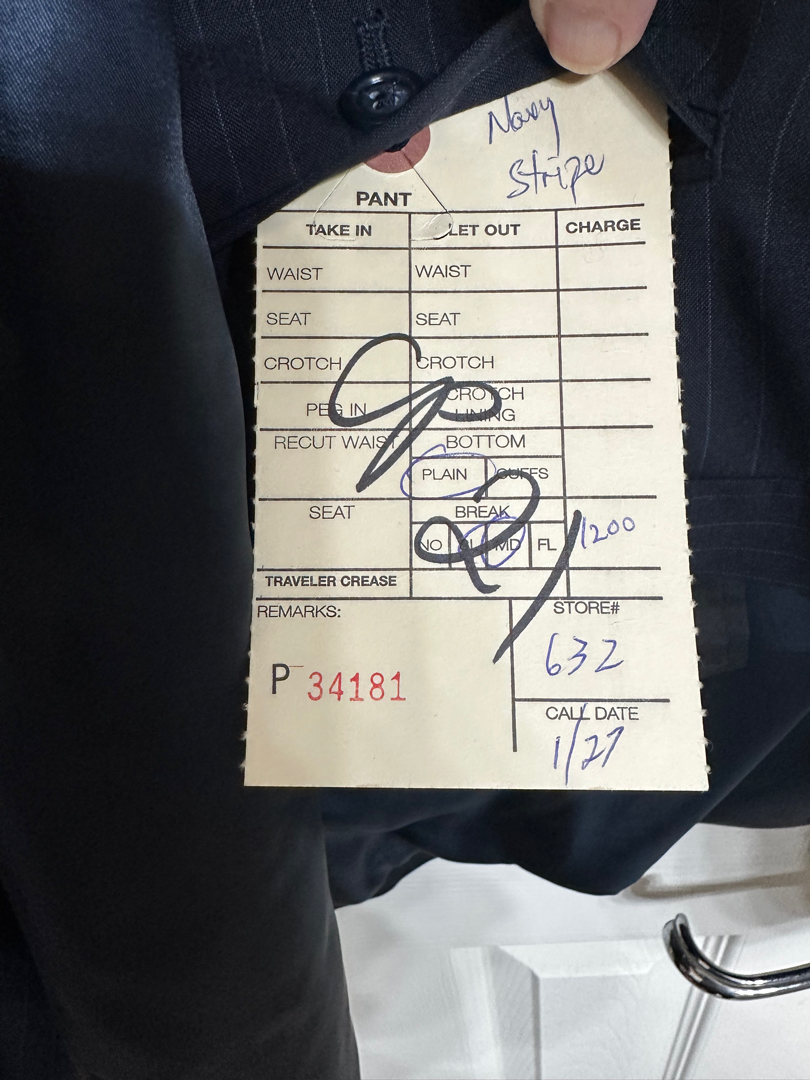 Navy
Stripe
PANT
TAKE IN LET OUT CHARGE
WAIST WAIST
SEAT SEAT
CROTCH CROTCH
PEG IN CROTCH LINING
RECUT WAIST BOTTOM
PLAIN CUFFS
SEAT BREAK
NO MD FL 1200
TRAVELER CREASE
REMARKS: STORE#
632
P 34181
CALL DATE
1/27